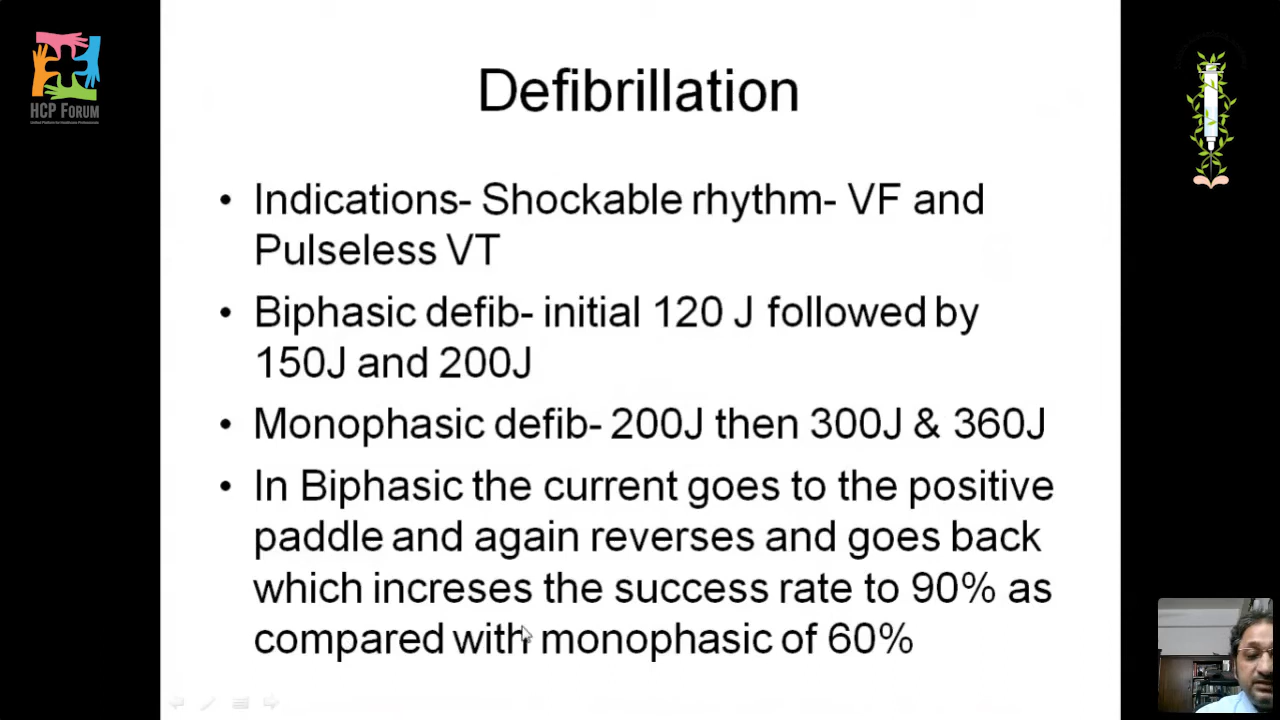 Defibrillation
• Indications- Shockable rhythm- VF and
Pulseless VT
• Biphasic defib- initial 120 J followed by
150J and 200J
• Monophasic defib- 200J then 300J & 360J
• In Biphasic the current goes to the positive
paddle and again reverses and goes back
which increses the success rate to 90% as
compared with monophasic of 60%
HCP FORUM